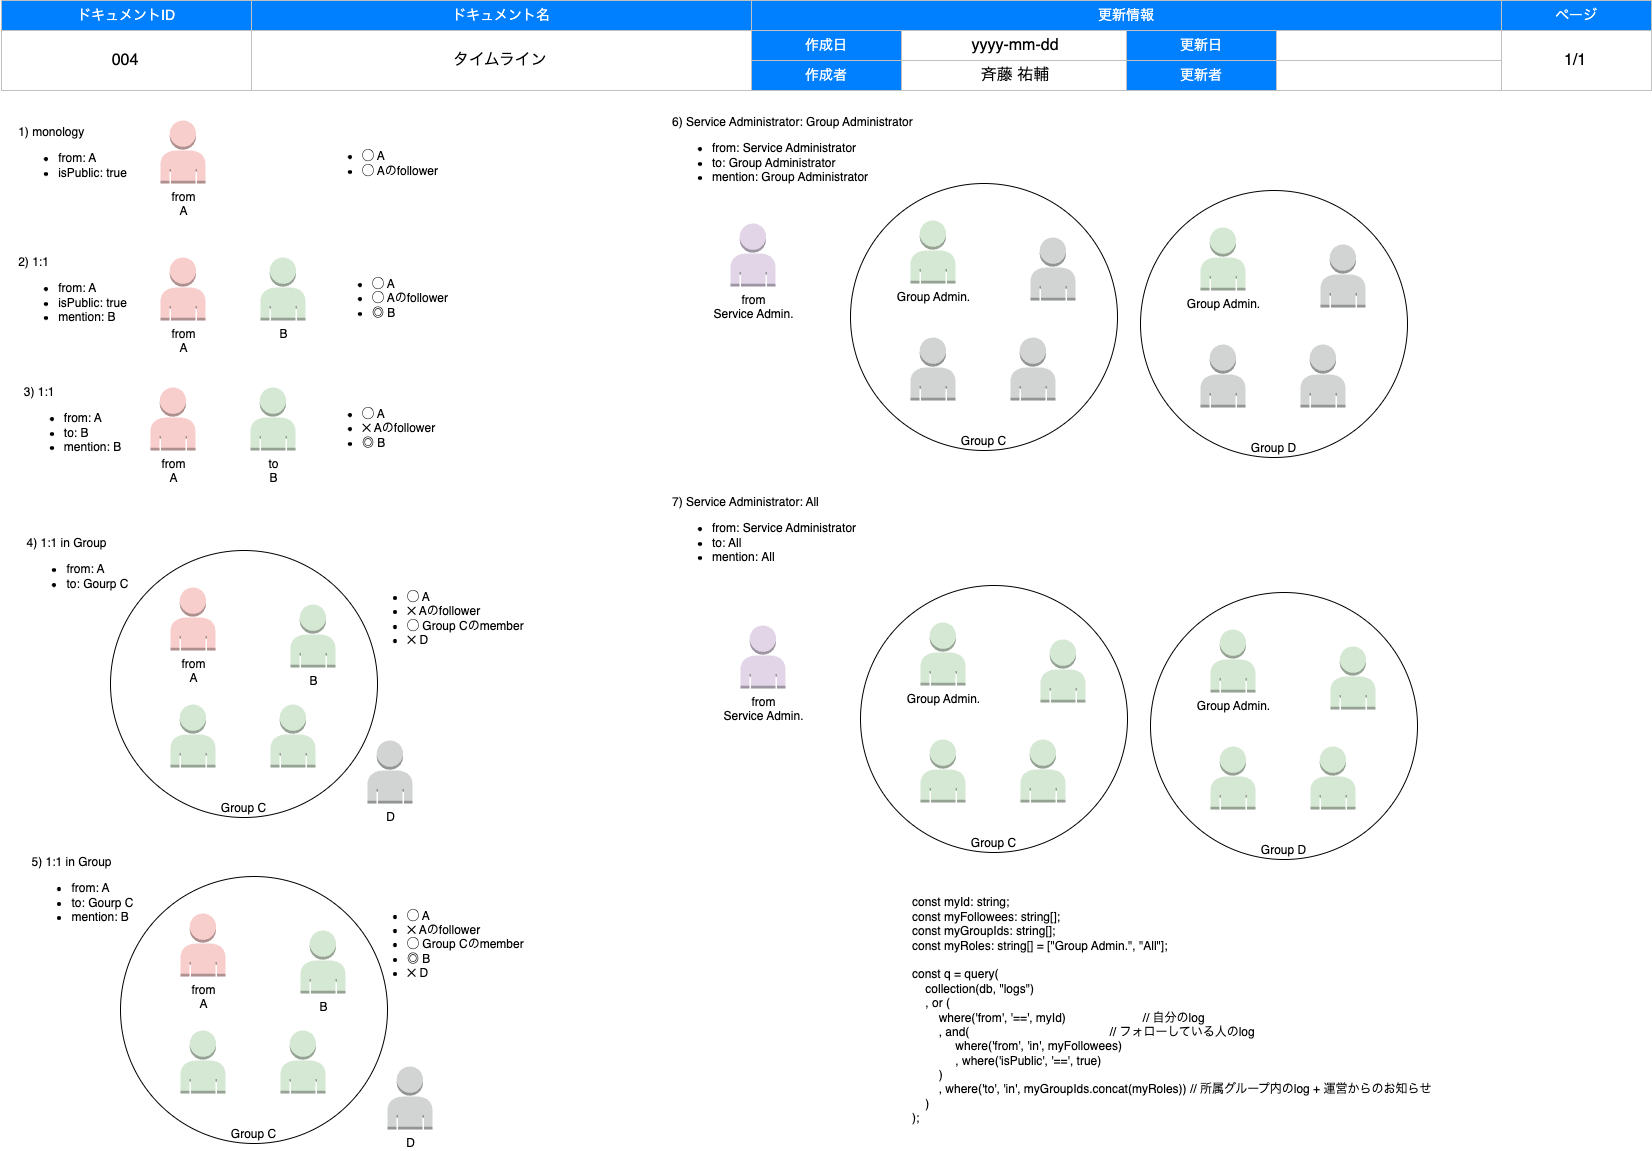 ドキュメントID
ドキュメント名
更新情報
ページ
004
タイムライン
作成日
yyyy-mm-dd
更新日
作成者
斉藤 祐輔
更新者
1/1
1) monology
• from: A
• isPublic: true
from
A
• ◯ A
• ◯ Aのfollower
2) 1:1
• from: A
• isPublic: true
• mention: B
from
A
B
• ◯ A
• ◯ Aのfollower
• ◎ B
3) 1:1
• from: A
• to: B
• mention: B
from
A
to
B
• ◯ A
• ✕ Aのfollower
• ◎ B
4) 1:1 in Group
• from: A
• to: Gourp C
from
A
B
Group C
D
• ◯ A
• ✕ Aのfollower
• ◯ Group Cのmember
• ✕ D
5) 1:1 in Group
• from: A
• to: Gourp C
• mention: B
from
A
B
Group C
D
• ◯ A
• ✕ Aのfollower
• ◯ Group Cのmember
• ◎ B
• ✕ D
6) Service Administrator: Group Administrator
• from: Service Administrator
• to: Group Administrator
• mention: Group Administrator
from
Service Admin.
Group Admin.
Group C
Group Admin.
Group D
7) Service Administrator: All
• from: Service Administrator
• to: All
• mention: All
from
Service Admin.
Group Admin.
Group C
Group Admin.
Group D
const myId: string;
const myFollowees: string[];
const myGroupIds: string[];
const myRoles: string[] = ["Group Admin.", "All"];
const q = query(
collection(db, "logs")
, or (
where('from', '==', myId) // 自分のlog
, and( // フォローしている人のlog
where('from', 'in', myFollowees)
, where('isPublic', '==', true)
)
, where('to', 'in', myGroupIds.concat(myRoles)) // 所属グループ内のlog + 運営からのお知らせ
)
);